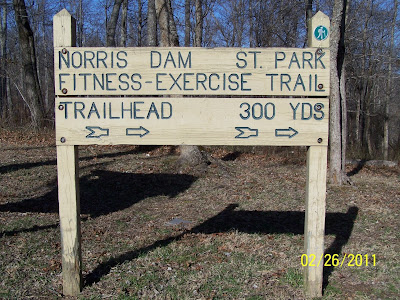 NORRIS DAM ST. PARK
FITNESS-EXERCISE TRAIL
TRAILHEAD 300 YDS
02/26/2011